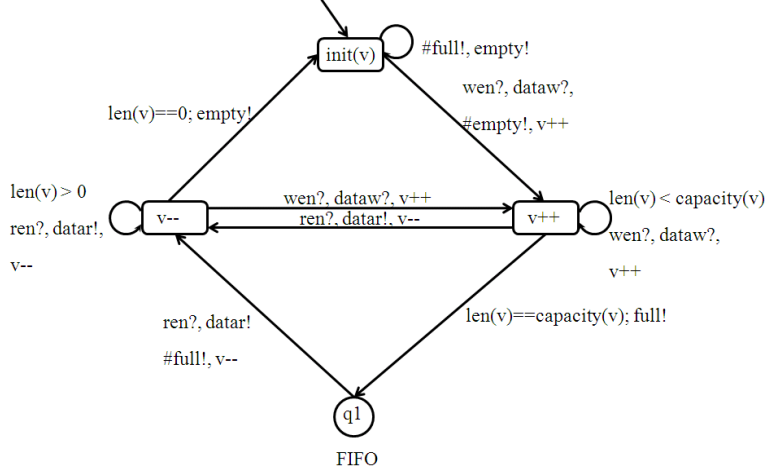 init(v)
#full!, empty!
wen?, dataw?,
#empty!, v++
len(v)==0; empty!
len(v) > 0
ren?, datar!,
v--
v--
wen?, dataw?, v++
ren?, datar!, v--
v++
len(v) < capacity(v)
wen?, dataw?,
v++
ren?, datar!
#full!, v--
len(v)==capacity(v); full!
q1
FIFO